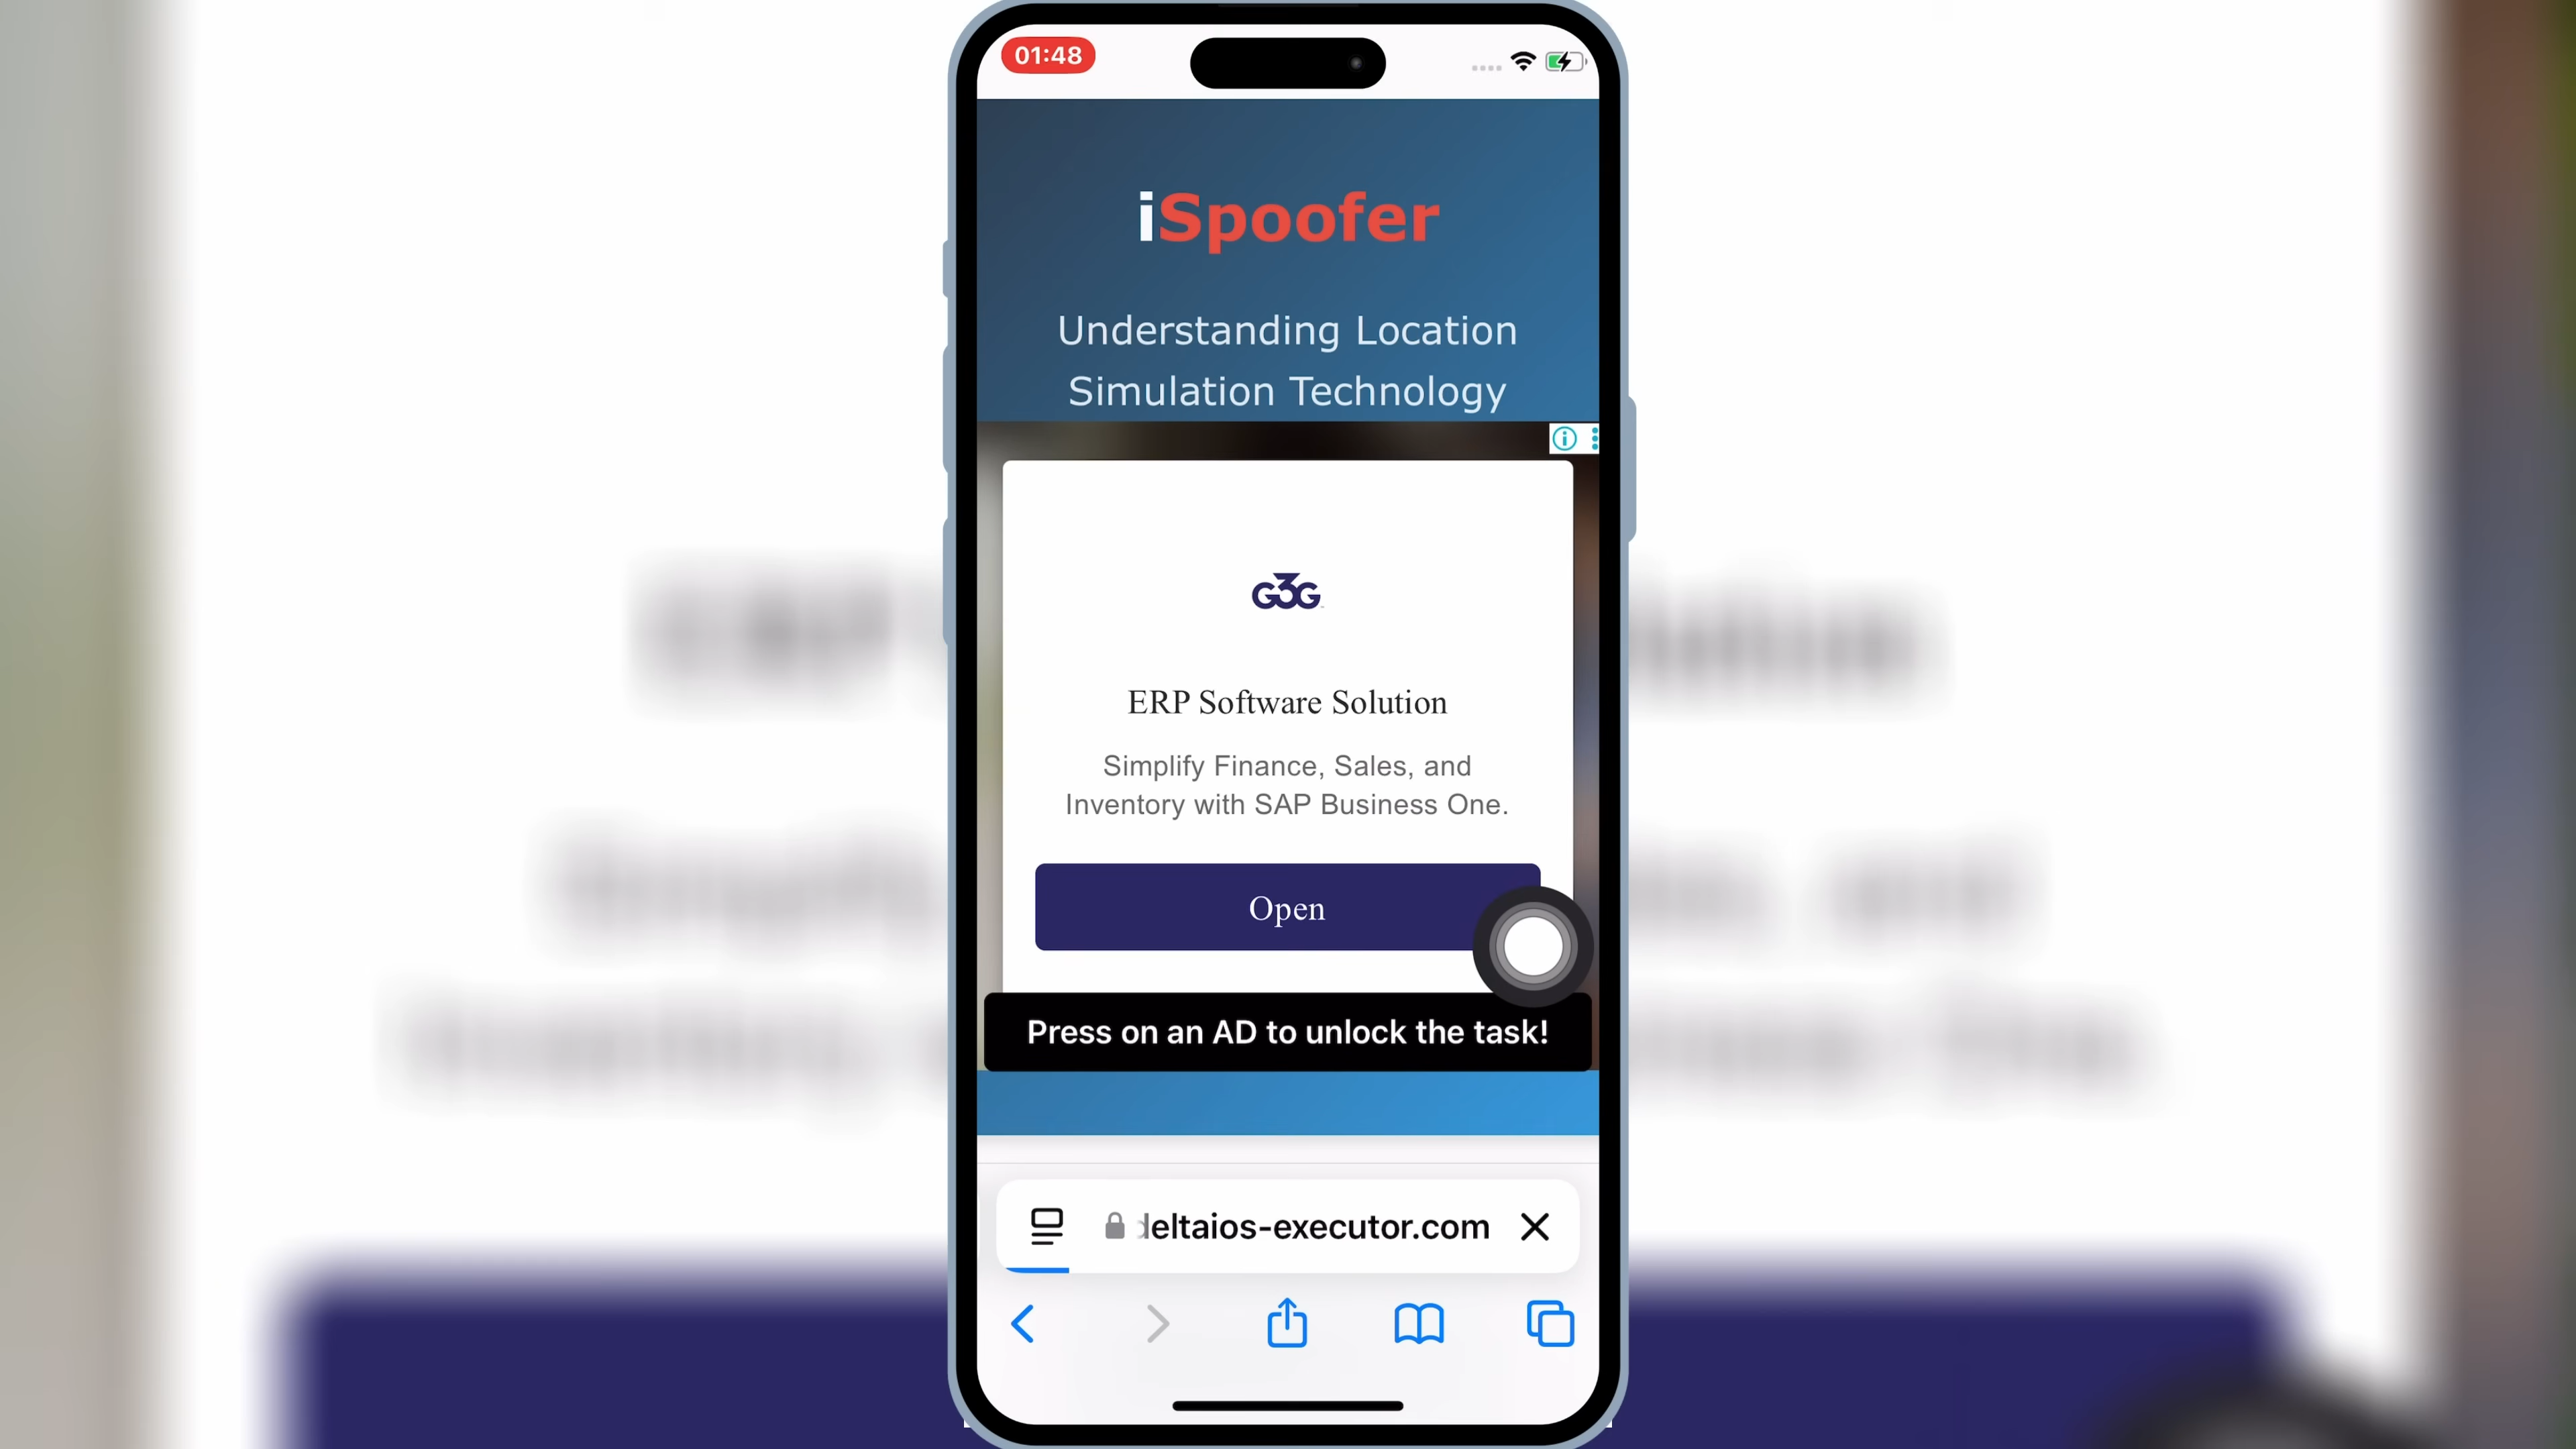 01:48
iSpoofer
Understanding Location
Simulation Technology
G3G
ERP Software Solution
Simplify Finance, Sales, and
Inventory with SAP Business One.
Open
Press on an AD to unlock the task!
deltaios-executor.com